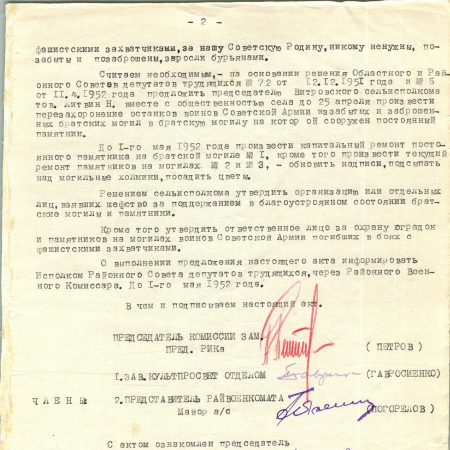 - 2 -
фашистскими захватчиками, за нашу Советскую Родину, никому ненужны, по-
забыты и позаброшены, заросли бурьянами.
Считаем необходимым, - на основании решения Областного и Рай-
онного Советов депутатов трудящихся № 72 от 12.12 1951 и № 6
от 11.4.1952 года предложить председателю Витровского сельисполкома
тов. Литвин Н. вместе с общественностью села до 25 апреля произвести
перезахоронение останков воинов Советской Армии из забытых и заброшен-
ных братских могил в братскую могилу на которой сооружен постоянный
памятник.
До I-го мая 1952 года произвести капитальный ремонт посто-
янного памятника на братской могиле № I, кроме того произвести текущий
ремонт памятников на могилах № 2 и № 3, - обновить надписи, подсыпать
над могильные холмики, посадить цветы.
Решением сельисполкома утвердить организацию или отдельных
лиц, взявших шефство за поддержанием в благоустроенном состоянии брат-
ские могилы и памятники.
Кроме того утвердить ответственное лицо за охрану оградок
и памятников на могилах воинов Советской Армии погибших в боях с
фашистскими захватчиками.
О выполнении предложения настоящего акта информировать
Исполком Районного Совета депутатов трудящихся, через Районного Воен-
ного Комиссара. До I-го мая 1952 года.
В чем и подписываем настоящий акт.
ПРЕДСЕДАТЕЛЬ КОМИССИИ ЗАМ.
ПРЕД. РИКа (ПЕТРОВ)
I. ЗАВ. КУЛЬТПРОСВЕТ ОТДЕЛОМ (ГАВРОСИЕНКО)
ЧЛЕНЫ: 2. ПРЕДСТАВИТЕЛЬ РАЙВОЕНКОМАТА
Майор а/с (ПОГОРЕЛОВ)
С актом ознакомлен председатель